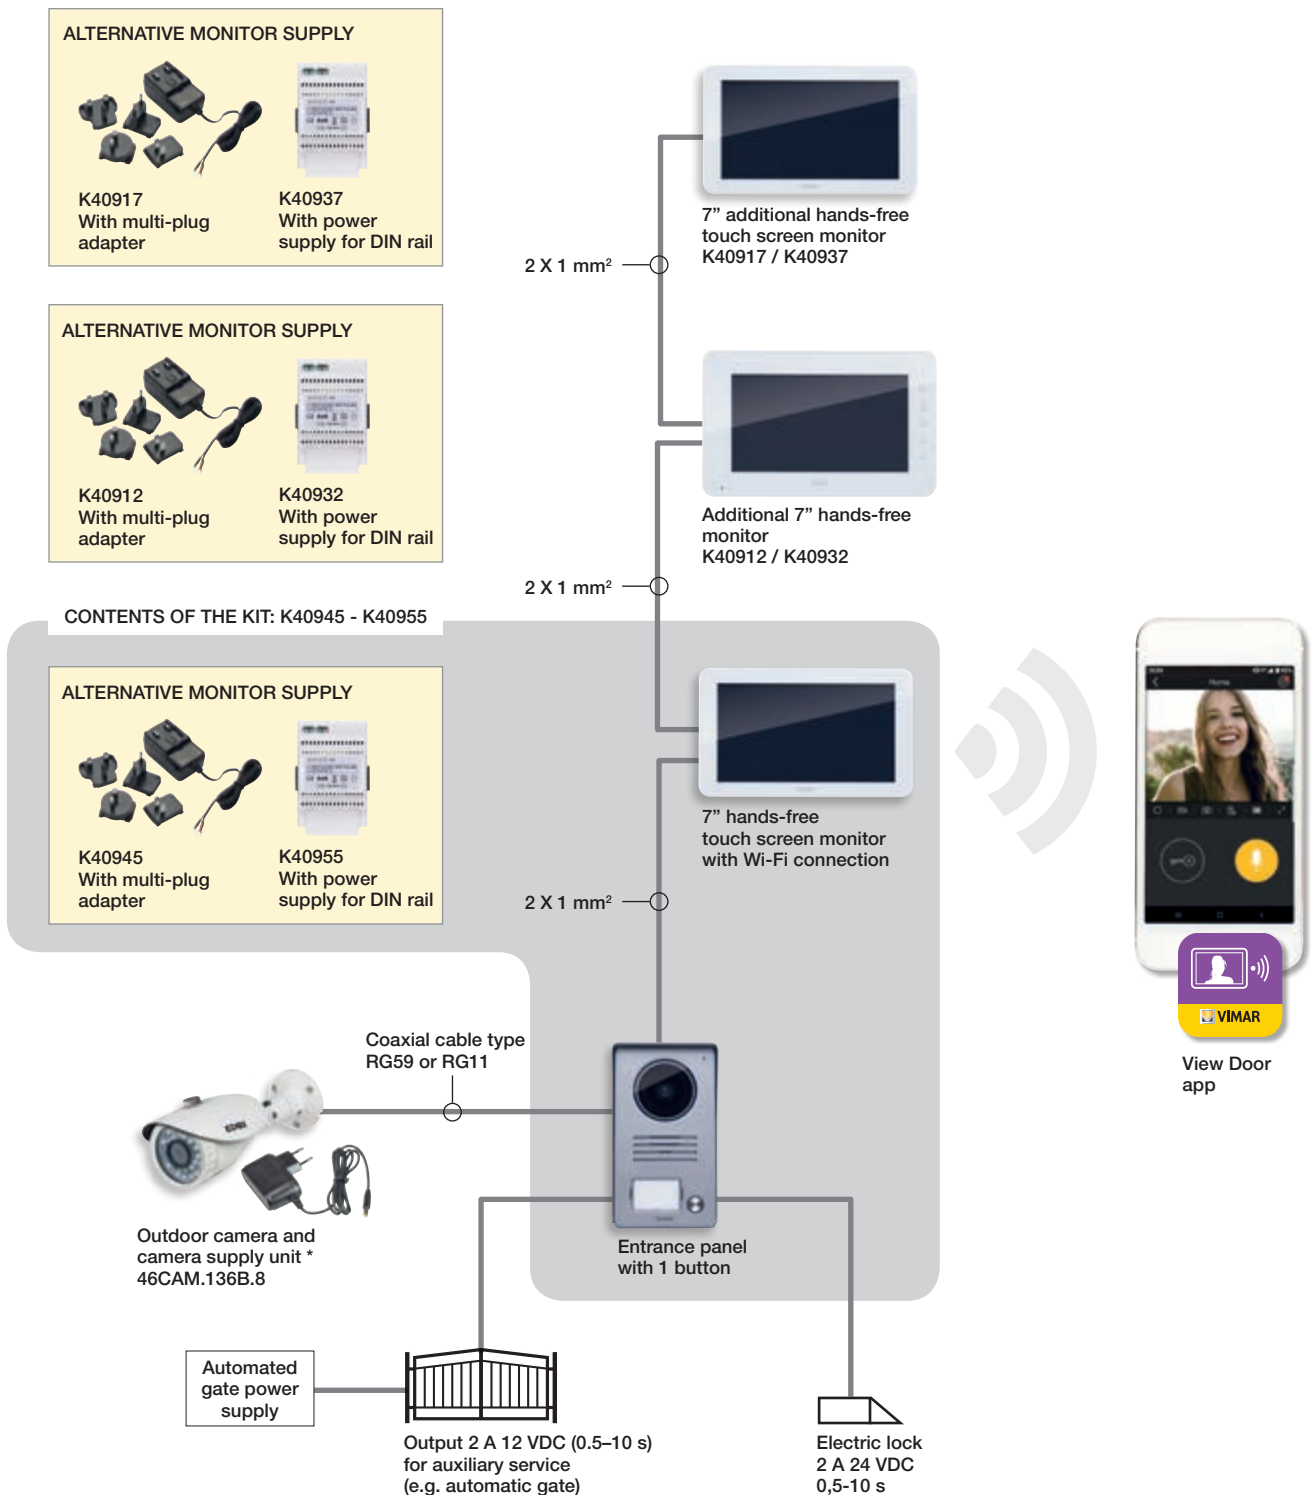 ALTERNATIVE MONITOR SUPPLY
K40917
With multi-plug
adapter
K40937
With power
supply for DIN rail
7” additional hands-free
touch screen monitor
K40917 / K40937
2 X 1 mm²
ALTERNATIVE MONITOR SUPPLY
K40912
With multi-plug
adapter
K40932
With power
supply for DIN rail
Additional 7” hands-free
monitor
K40912 / K40932
2 X 1 mm²
CONTENTS OF THE KIT: K40945 - K40955
ALTERNATIVE MONITOR SUPPLY
K40945
With multi-plug
adapter
K40955
With power
supply for DIN rail
7” hands-free
touch screen monitor
with Wi-Fi connection
2 X 1 mm²
Home
VIMAR
View Door
app
Coaxial cable type
RG59 or RG11
Outdoor camera and
camera supply unit *
46CAM.136B.8
Entrance panel
with 1 button
Automated
gate power
supply
Output 2 A 12 VDC (0.5–10 s)
for auxiliary service
(e.g. automatic gate)
Electric lock
2 A 24 VDC
0,5-10 s